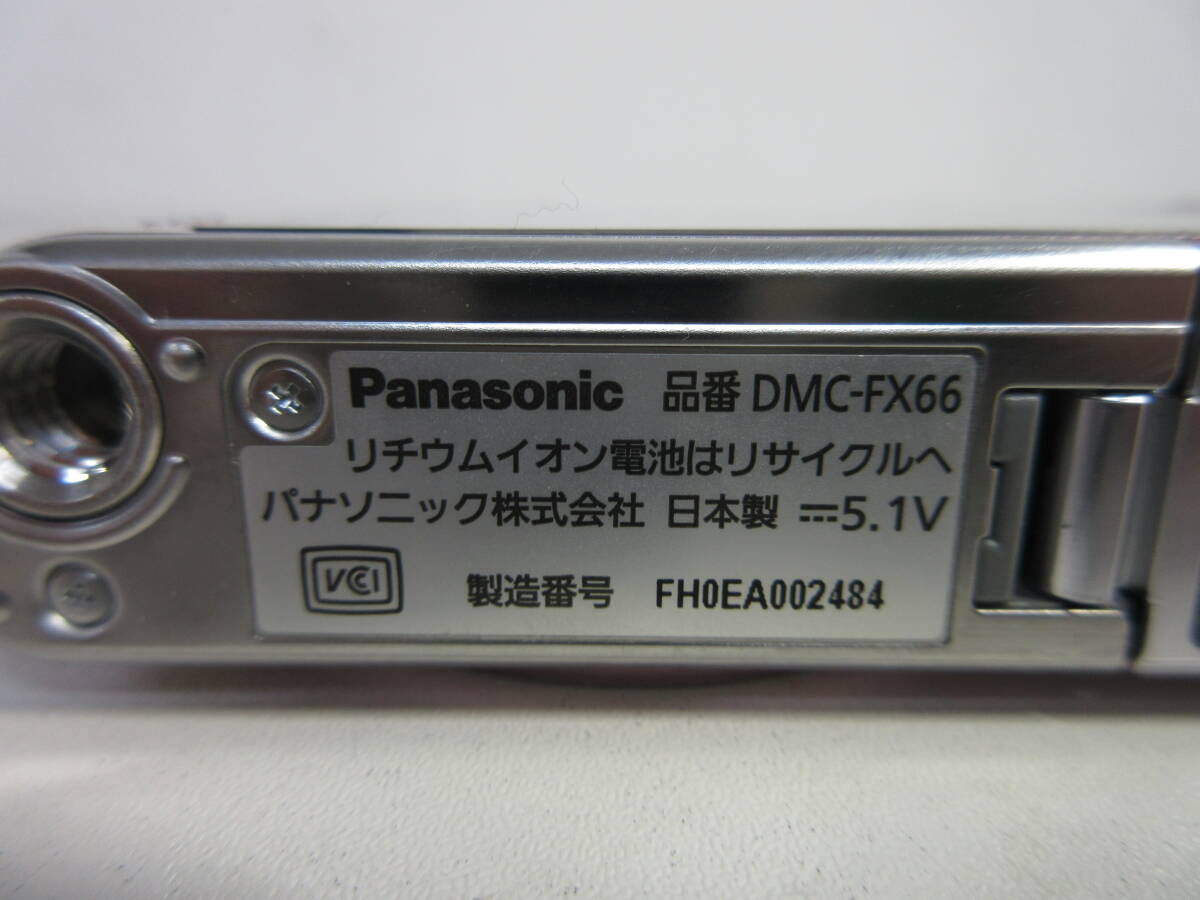 Panasonic 品番 DMC-FX66
リチウムイオン電池はリサイクルへ
パナソニック株式会社 日本製 ⎓5.1V
VCCI 製造番号 FH0EA002484